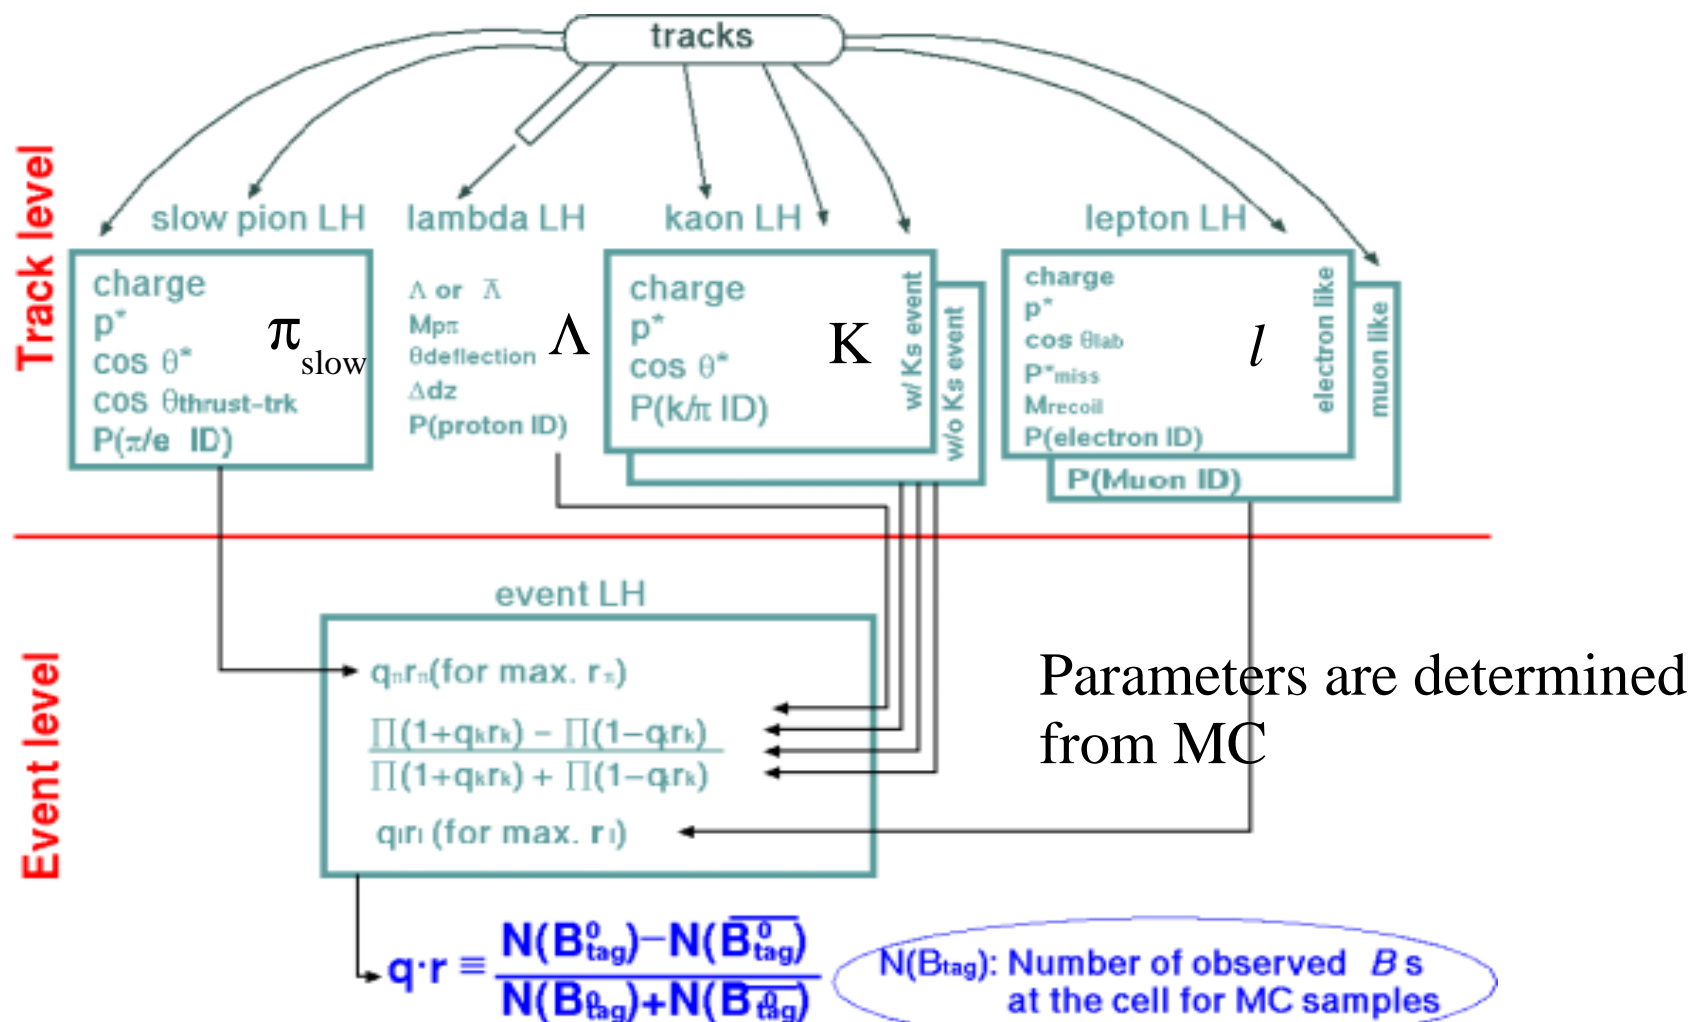 tracks
Track level
slow pion LH
charge
p*
cos θ*
cos θthrust-trk
P(π/e ID)
πslow
lambda LH
Λ or Λ̅
Mpπ
θdeflection
Δdz
P(proton ID)
Λ
kaon LH
charge
p*
cos θ*
P(k/π ID)
K
w/ Ks event
w/o Ks event
lepton LH
charge
p*
cos θlab
P*miss
Mrecoil
P(electron ID)
l
electron like
muon like
P(Muon ID)
Event level
event LH
qπrπ(for max. rπ)
∏(1+qkrk) − ∏(1−qkrk)
∏(1+qkrk) + ∏(1−qkrk)
qlrl (for max. rl)
Parameters are determined
from MC
q·r ≡ N(B⁰tag)−N(B̅⁰tag)
N(B⁰tag)+N(B̅⁰tag)
N(Btag): Number of observed B s
at the cell for MC samples